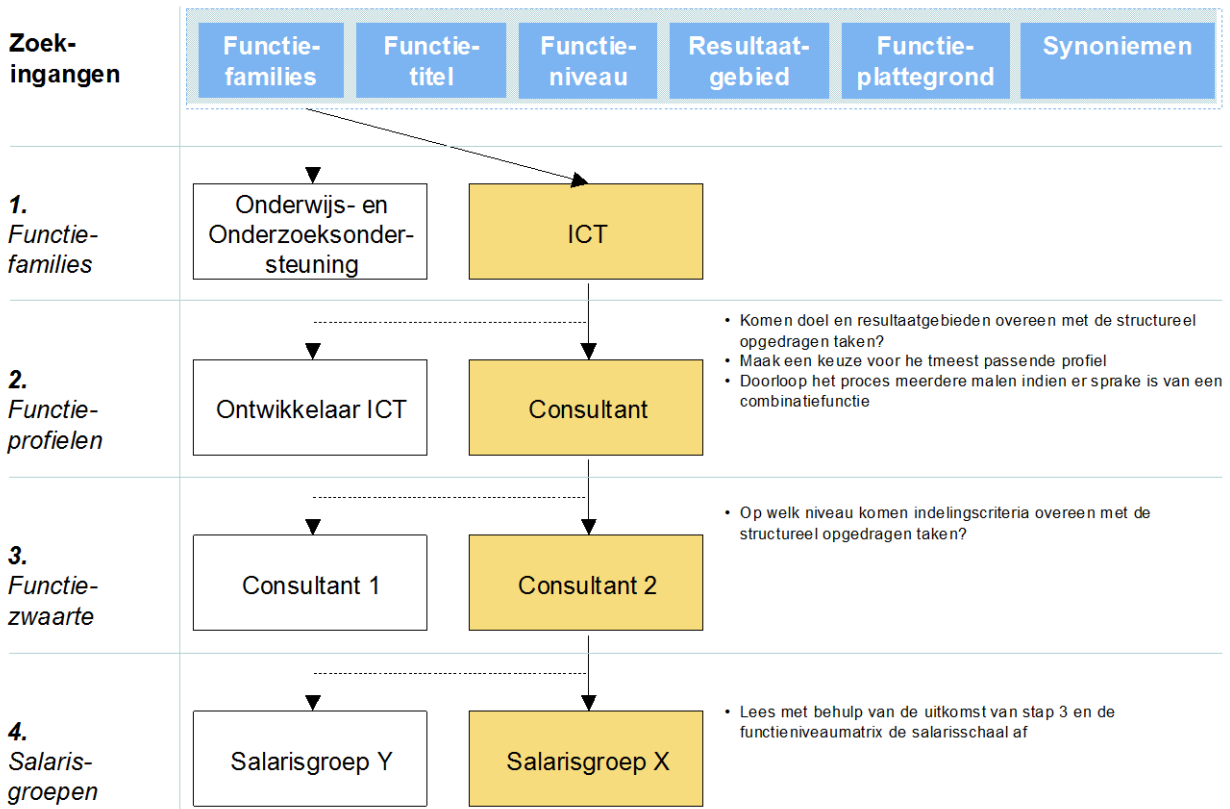 Zoek-
ingangen
Functie-
families
Functie-
titel
Functie-
niveau
Resultaat-
gebied
Functie-
plattegrond
Synoniemen
1.
Functie-
families
Onderwijs- en
Onderzoeksonder-
steuning
ICT
2.
Functie-
profielen
Ontwikkelaar ICT
Consultant
• Komen doel en resultaatgebieden overeen met de structureel
opgedragen taken?
• Maak een keuze voor he tmeest passende profiel
• Doorloop het proces meerdere malen indien er sprake is van een
combinatiefunctie
3.
Functie-
zwaarte
Consultant 1
Consultant 2
• Op welk niveau komen indelingscriteria overeen met de
structureel opgedragen taken?
4.
Salaris-
groepen
Salarisgroep Y
Salarisgroep X
• Lees met behulp van de uitkomst van stap 3 en de
functieniveaumatrix de salarisschaal af